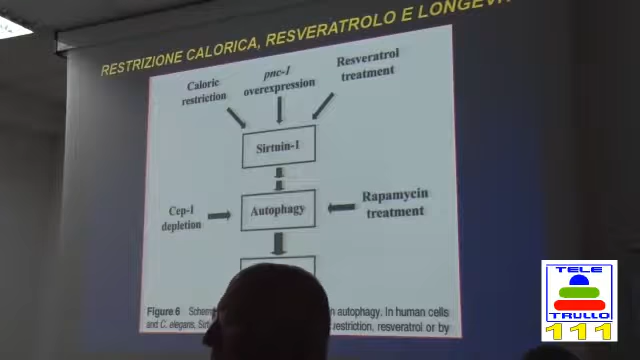 RESTRIZIONE CALORICA, RESVERATROLO E
Caloric
restriction
pnc-1
overexpression
Resveratrol
treatment
Sirtuin-1
Cep-1
depletion
Autophagy
Rapamycin
treatment
Figure 6 autophagy. In human cells
and C. elegans, restriction, resveratrol or by
TELE
TRULLO
111